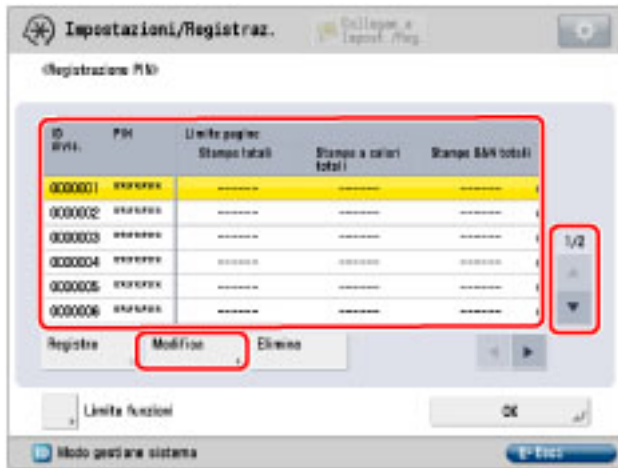 Impostazioni/Registraz.
<Registrazione PIN>
ID divis. PIN Limite pagine
Stampe totali Stampe a colori totali Stampe B&N totali
0000001 ******* ------ ------ ------
0000002 ******* ------ ------ ------
0000003 ******* ------ ------ ------
0000004 ******* ------ ------ ------
0000005 ******* ------ ------ ------
0000006 ******* ------ ------ ------
1/2
Registra Modifica Elimina
Limita funzioni OK
ID Modo gestione sistema